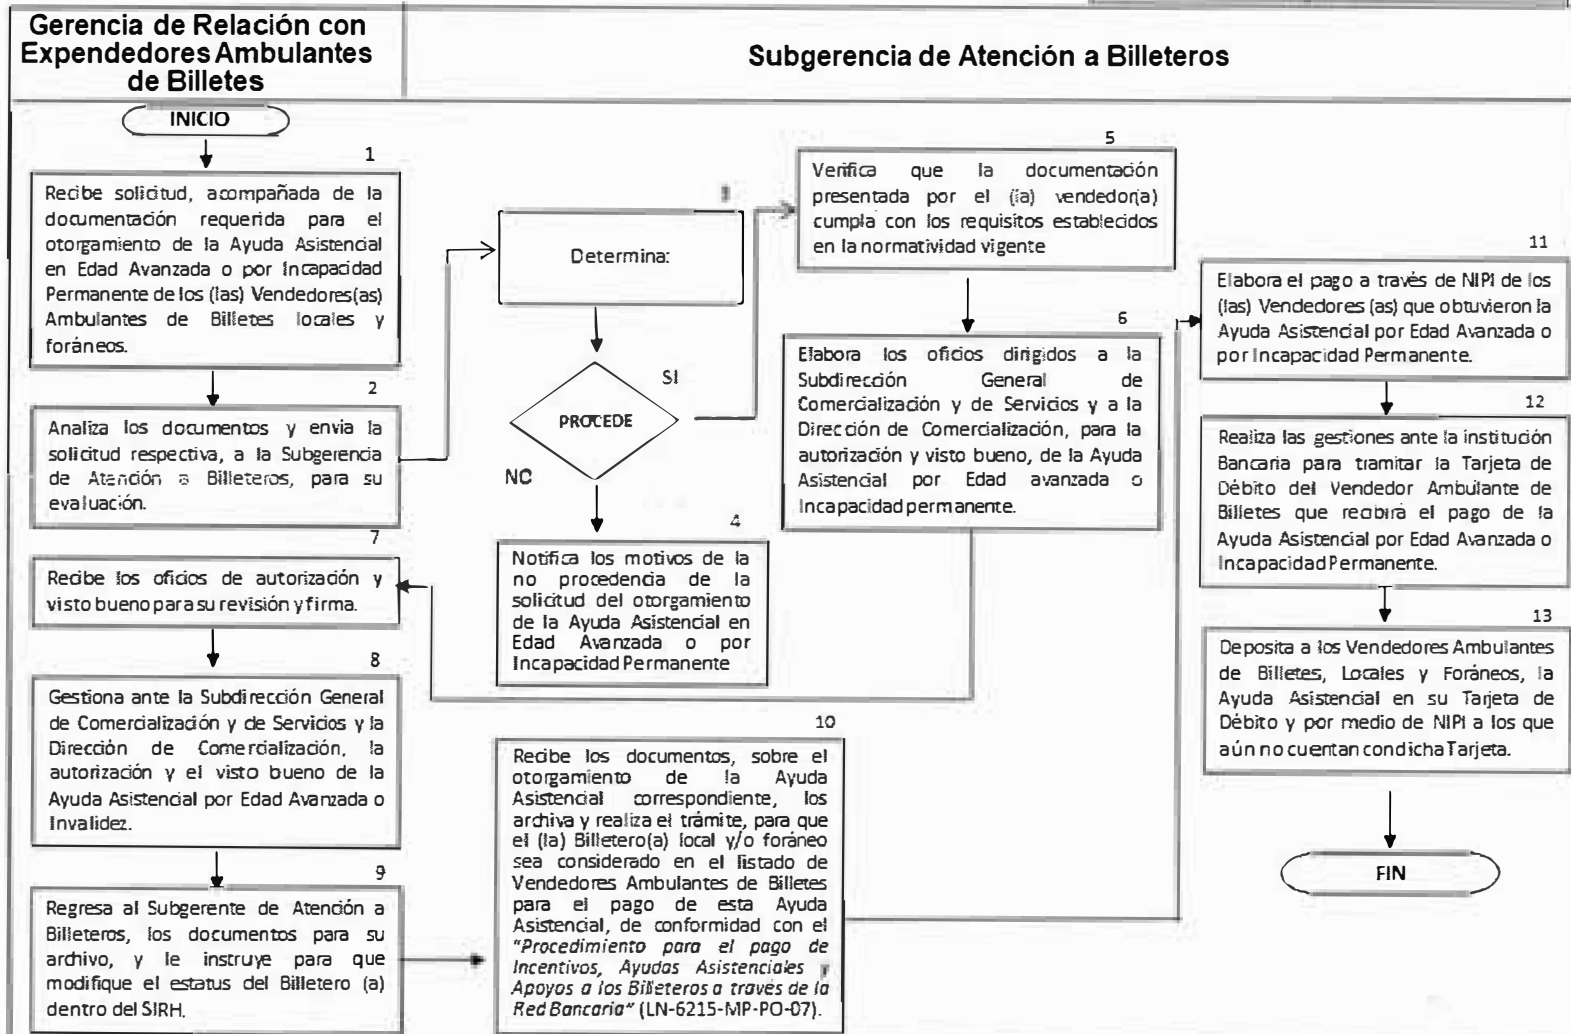 Gerencia de Relación con
Expendedores Ambulantes
de Billetes
Subgerencia de Atención a Billeteros
INICIO
1
Recibe solicitud, acompañada de la
documentación requerida para el
otorgamiento de la Ayuda Asistencial
en Edad Avanzada o por Incapacidad
Permanente de los (las) Vendedores(as)
Ambulantes de Billetes locales y
foráneos.
2
Analiza los documentos y envia la
solicitud respectiva, a la Subgerencia
de Atención a Billeteros, para su
evaluación.
Determina:
PROCEDE
SI
NO
4
Notifica los motivos de la
no procedencia de la
solicitud del otorgamiento
de la Ayuda Asistencial en
Edad Avanzada o por
Incapacidad Permanente
5
Verifica que la documentación
presentada por el (la) vendedor(a)
cumpla con los requisitos establecidos
en la normatividad vigente
6
Elabora los oficios dirigidos a la
Subdirección General de
Comercialización y de Servicios y a la
Dirección de Comercialización, para la
autorización y visto bueno, de la Ayuda
Asistencial por Edad avanzada o
Incapacidad permanente.
7
Recibe los oficios de autorización y
visto bueno para su revisión y firma.
8
Gestiona ante la Subdirección General
de Comercialización y de Servicios y la
Dirección de Comercialización, la
autorización y el visto bueno de la
Ayuda Asistencial por Edad Avanzada o
Invalidez.
9
Regresa al Subgerente de Atención a
Billeteros, los documentos para su
archivo, y le instruye para que
modifique el estatus del Billetero (a)
dentro del SIRH.
10
Recibe los documentos, sobre el
otorgamiento de la Ayuda
Asistencial correspondiente, los
archiva y realiza el trámite, para que
el (la) Billetero(a) local y/o foráneo
sea considerado en el listado de
Vendedores Ambulantes de Billetes
para el pago de esta Ayuda
Asistencial, de conformidad con el
"Procedimiento para el pago de
Incentivos, Ayudas Asistenciales y
Apoyos a los Billeteros a través de la
Red Bancaria" (LN-6215-MP-PO-07).
11
Elabora el pago a través de NIPI de los
(las) Vendedores (as) que obtuvieron la
Ayuda Asistencial por Edad Avanzada o
por Incapacidad Permanente.
12
Realiza las gestiones ante la institución
Bancaria para tramitar la Tarjeta de
Débito del Vendedor Ambulante de
Billetes que recibirá el pago de la
Ayuda Asistencial por Edad Avanzada o
Incapacidad Permanente.
13
Deposita a los Vendedores Ambulantes
de Billetes, Locales y Foráneos, la
Ayuda Asistencial en su Tarjeta de
Débito y por medio de NIPI a los que
aún no cuentan con dicha Tarjeta.
FIN